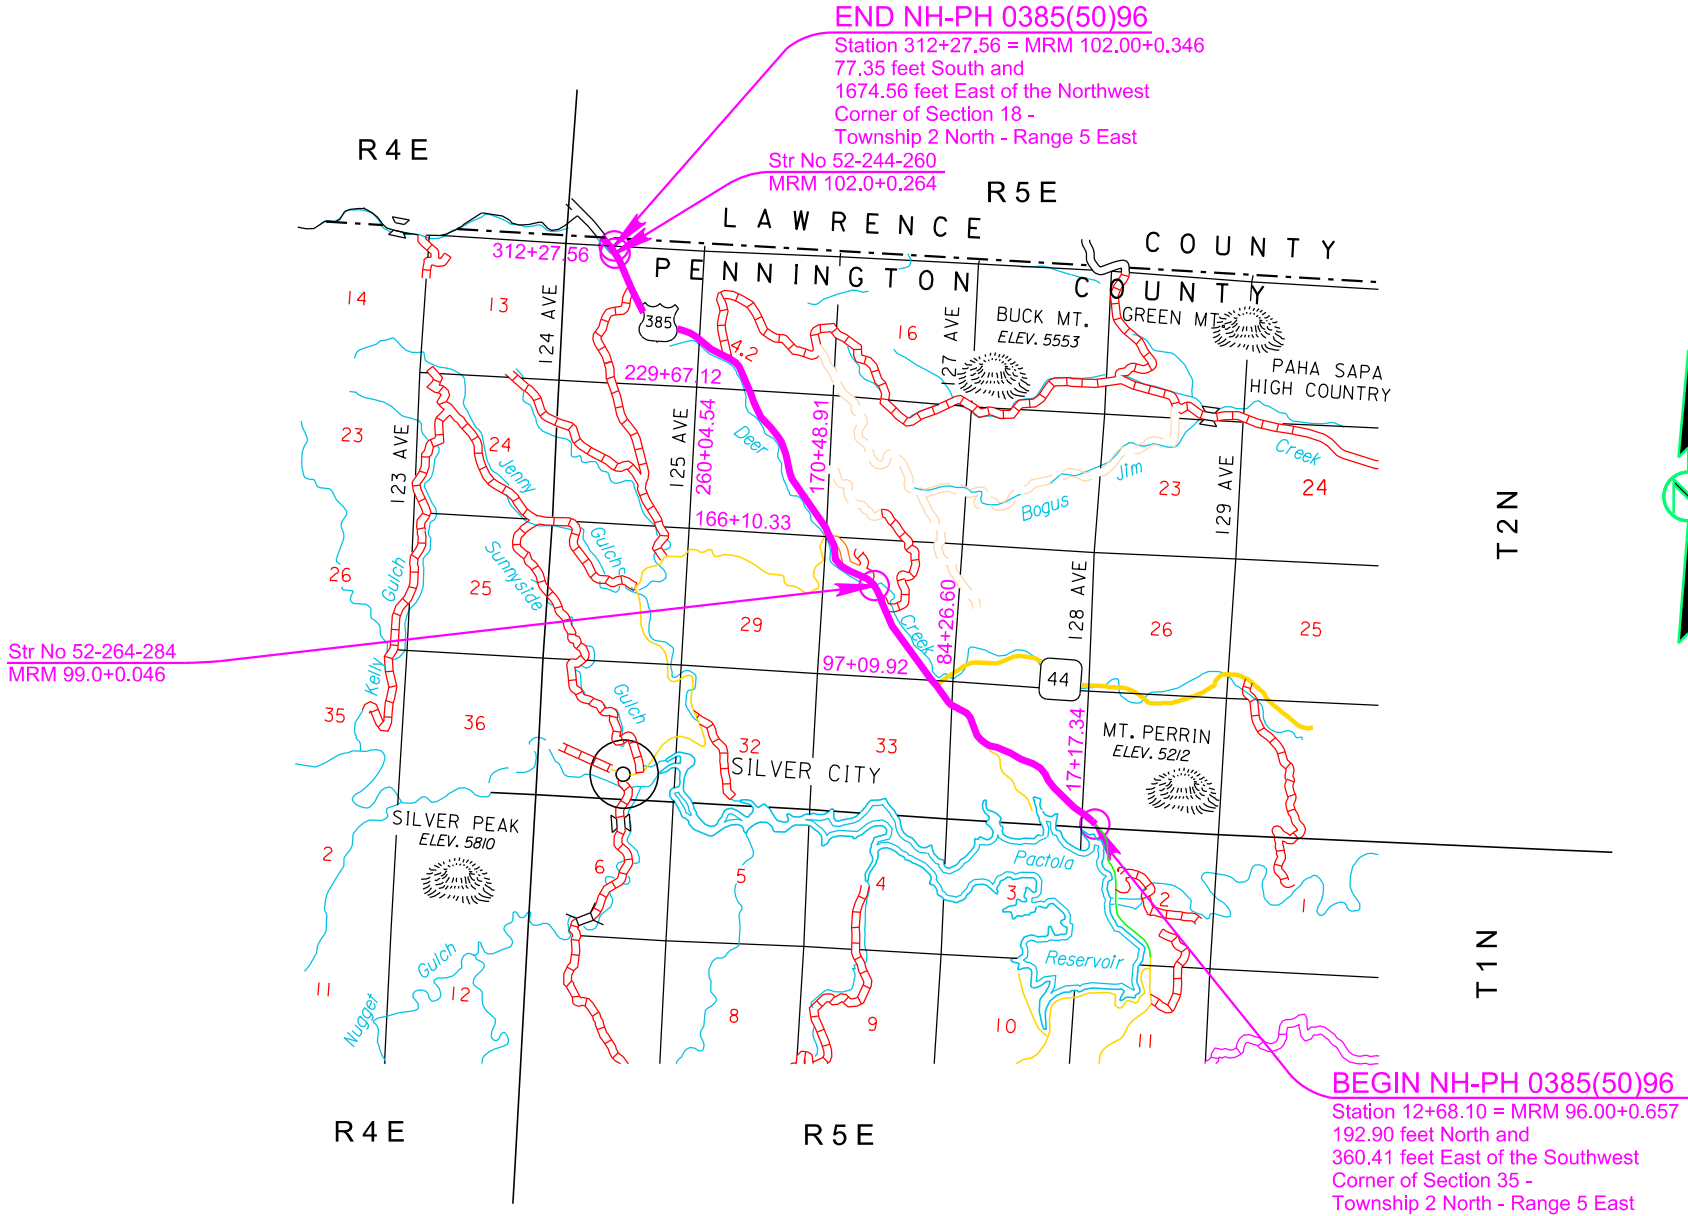 END NH-PH 0385(50)96
Station 312+27.56 = MRM 102.00+0.346
77.35 feet South and
1674.56 feet East of the Northwest
Corner of Section 18 -
Township 2 North - Range 5 East
Str No 52-244-260
MRM 102.0+0.264
R 4 E
R 5 E
LAWRENCE COUNTY
PENNINGTON COUNTY
312+27.56
14
13
124 AVE
385
4.2
16
127 AVE
BUCK MT.
ELEV. 5553
GREEN MT.
PAHA SAPA
HIGH COUNTRY
229+67.12
23
123 AVE
24
Jenny
Gulchs
125 AVE
260+04.54
Deer
170+48.91
Creek
Bogus
Jim
23
129 AVE
24
T 2 N
166+10.33
26
Gulch
25
Sunnyside
29
Creek
84+26.60
128 AVE
26
25
Str No 52-264-284
MRM 99.0+0.046
97+09.92
44
Kelly
Gulch
35
36
32
33
SILVER CITY
17+17.34
MT. PERRIN
ELEV. 5212
SILVER PEAK
ELEV. 5810
2
6
5
4
Pactola
3
2
1
Reservoir
T 1 N
11
Nugget
Gulch
12
8
9
10
11
BEGIN NH-PH 0385(50)96
Station 12+68.10 = MRM 96.00+0.657
192.90 feet North and
360.41 feet East of the Southwest
Corner of Section 35 -
Township 2 North - Range 5 East
R 4 E
R 5 E